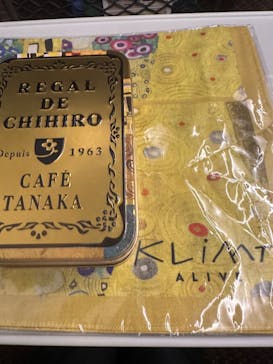 REGAL
DE
CHIHIRO
Depuis 1963
CAFÉ
TANAKA
KLIMT
ALIVE